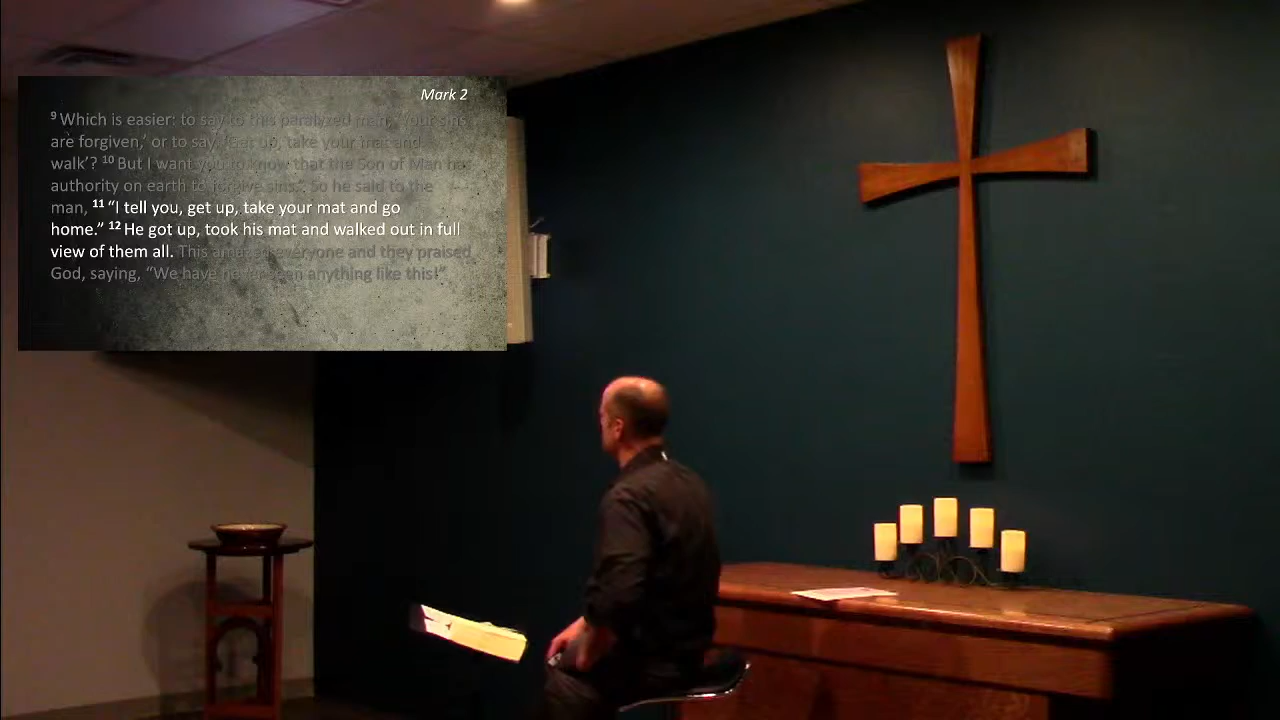 Mark 2
9 Which is easier: to say to this paralyzed man, 'Your sins
are forgiven,' or to say, 'Get up, take your mat and
walk'? 10 But I want you to know that the Son of Man has
authority on earth to forgive sins.” So he said to the
man, 11 “I tell you, get up, take your mat and go
home.” 12 He got up, took his mat and walked out in full
view of them all. This amazed everyone and they praised
God, saying, “We have never seen anything like this!”